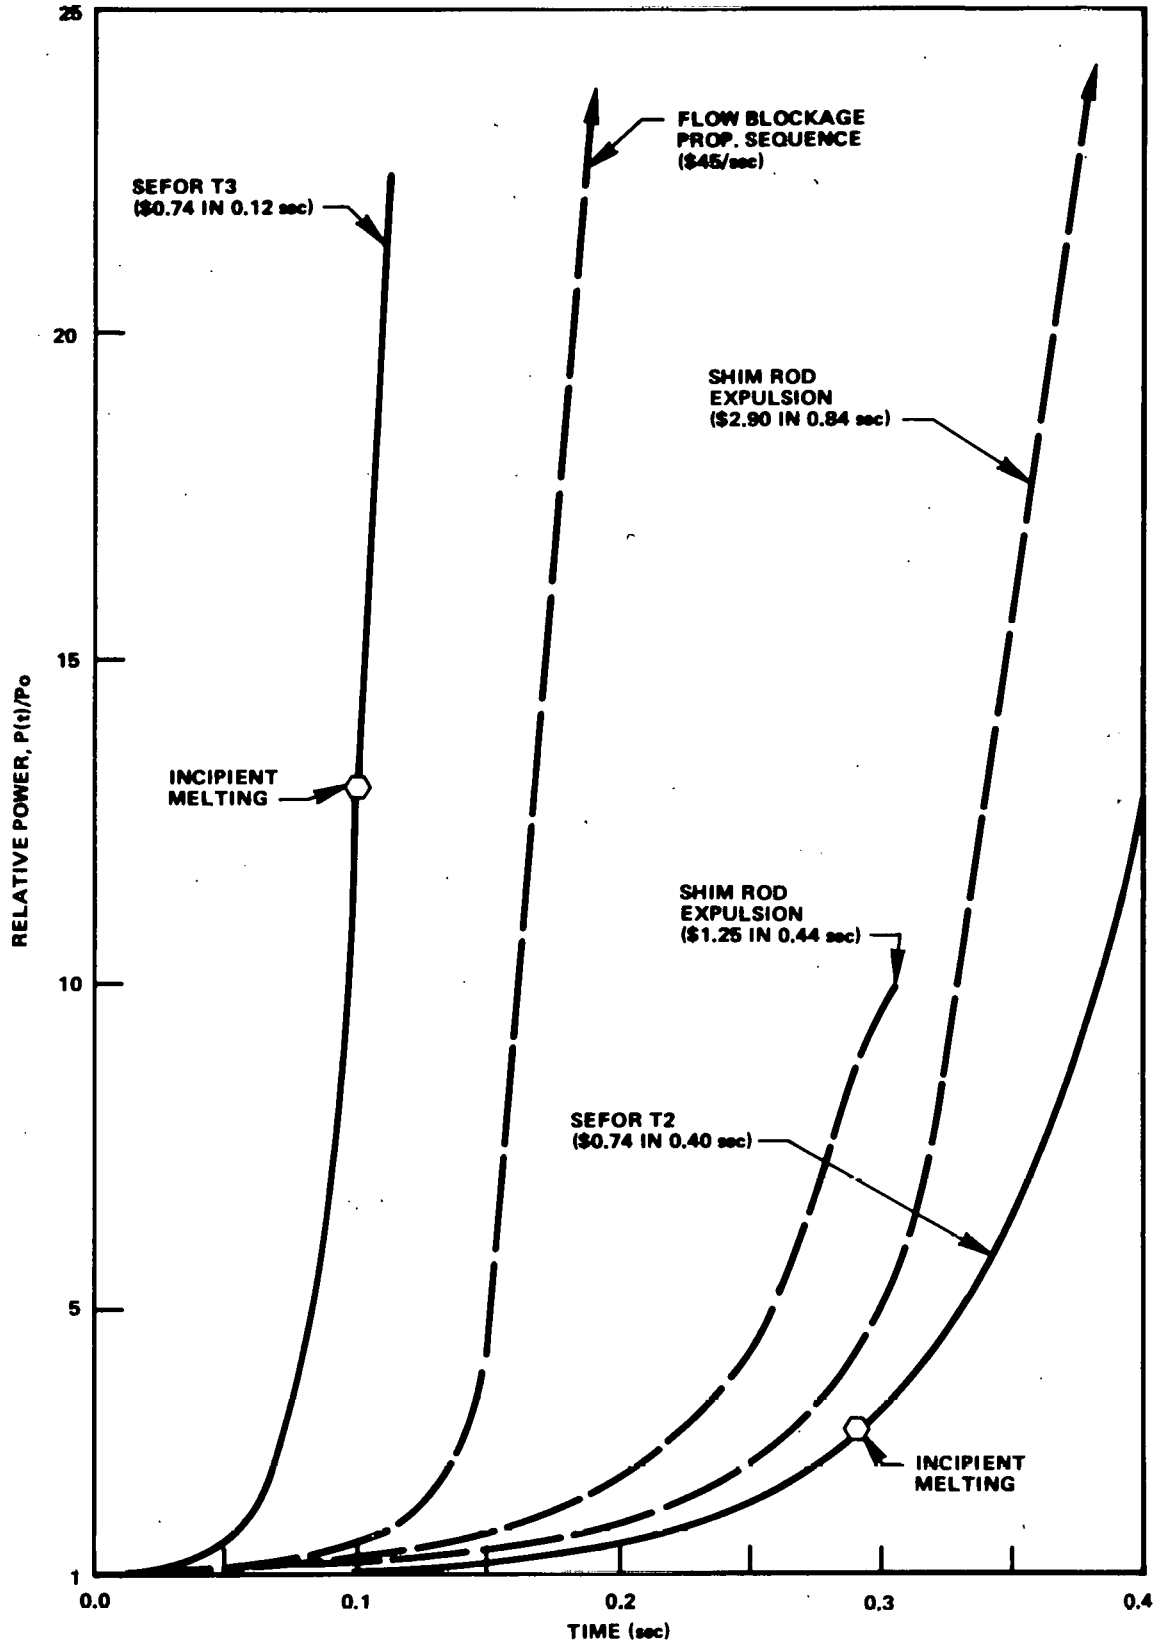 25
FLOW BLOCKAGE
PROP. SEQUENCE
($45/sec)
SEFOR T3
($0.74 IN 0.12 sec)
20
SHIM ROD
EXPULSION
($2.90 IN 0.84 sec)
15
RELATIVE POWER, P(t)/Po
INCIPIENT
MELTING
SHIM ROD
EXPULSION
($1.25 IN 0.44 sec)
10
SEFOR T2
($0.74 IN 0.40 sec)
5
INCIPIENT
MELTING
1
0.0
0.1
0.2
0.3
0.4
TIME (sec)